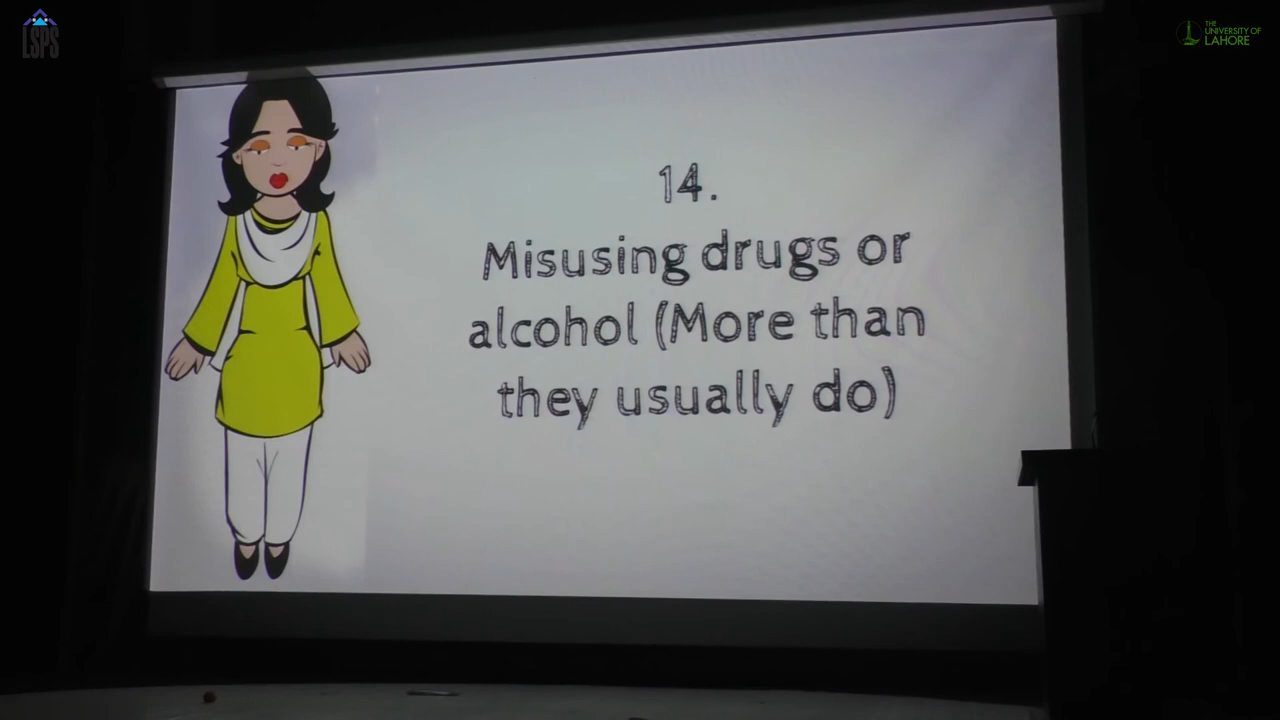 LSPS
THE
UNIVERSITY OF
LAHORE
14.
Misusing drugs or
alcohol (More than
they usually do)